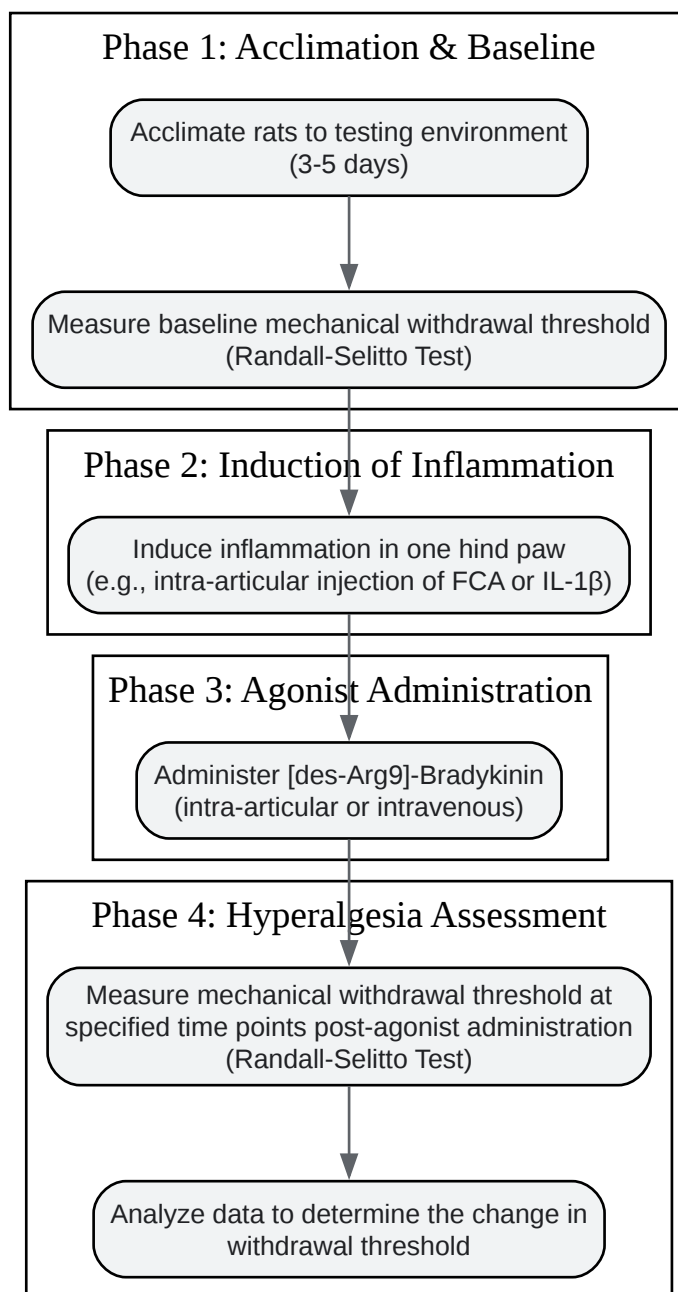 Phase 1: Acclimation & Baseline
Acclimate rats to testing environment
(3-5 days)
Measure baseline mechanical withdrawal threshold
(Randall-Selitto Test)
Phase 2: Induction of Inflammation
Induce inflammation in one hind paw
(e.g., intra-articular injection of FCA or IL-1β)
Phase 3: Agonist Administration
Administer [des-Arg9]-Bradykinin
(intra-articular or intravenous)
Phase 4: Hyperalgesia Assessment
Measure mechanical withdrawal threshold at
specified time points post-agonist administration
(Randall-Selitto Test)
Analyze data to determine the change in
withdrawal threshold